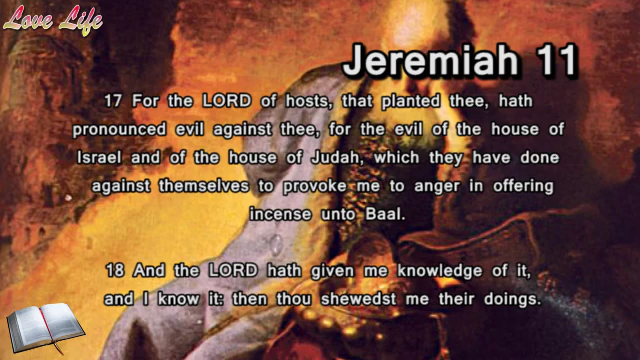 Love Life
Jeremiah 11
17 For the LORD of hosts, that planted thee, hath
pronounced evil against thee, for the evil of the house of
Israel and of the house of Judah, which they have done
against themselves to provoke me to anger in offering
incense unto Baal.
18 And the LORD hath given me knowledge of it,
and I know it: then thou shewedst me their doings.